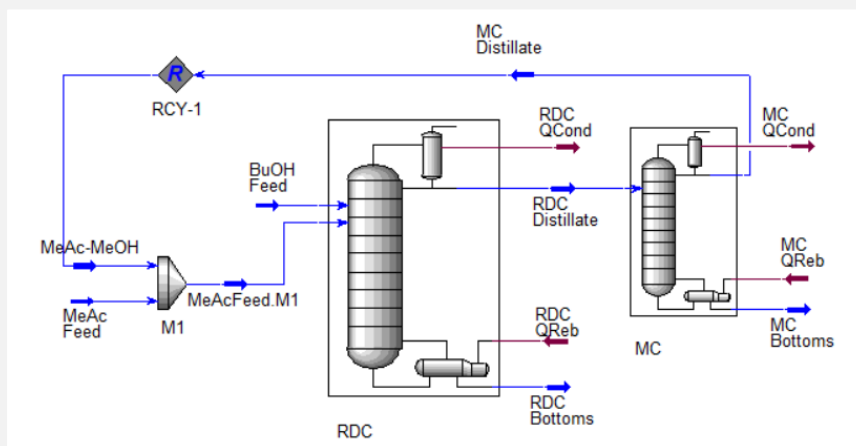 MC
Distillate
R
RCY-1
RDC
QCond
MC
QCond
BuOH
Feed
RDC
Distillate
MeAc-MeOH
MeAc
Feed
M1
MeAcFeed.M1
MC
QReb
RDC
QReb
MC
Bottoms
MC
RDC
Bottoms
RDC